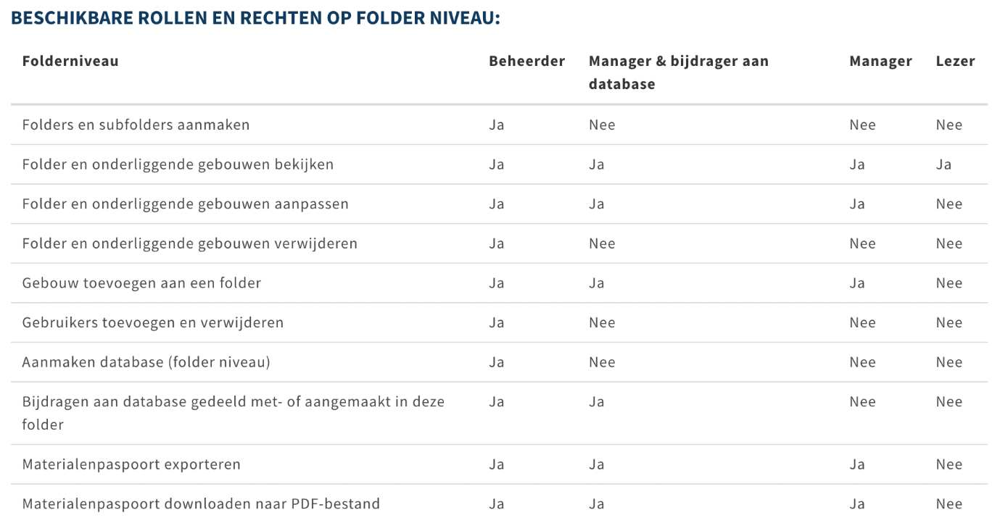 BESCHIKBARE ROLLEN EN RECHTEN OP FOLDER NIVEAU:
Folderniveau Beheerder Manager & bijdrager aan Manager Lezer
database
Folders en subfolders aanmaken Ja Nee Nee Nee
Folder en onderliggende gebouwen bekijken Ja Ja Ja Ja
Folder en onderliggende gebouwen aanpassen Ja Ja Ja Nee
Folder en onderliggende gebouwen verwijderen Ja Nee Nee Nee
Gebouw toevoegen aan een folder Ja Ja Ja Nee
Gebruikers toevoegen en verwijderen Ja Nee Nee Nee
Aanmaken database (folder niveau) Ja Nee Nee Nee
Bijdragen aan database gedeeld met- of aangemaakt in deze Ja Ja Nee Nee
folder
Materialenpaspoort exporteren Ja Ja Ja Nee
Materialenpaspoort downloaden naar PDF-bestand Ja Ja Ja Nee